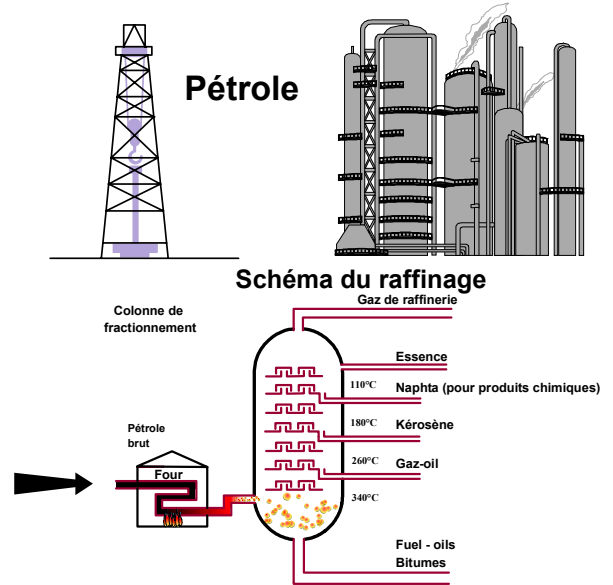 Pétrole
Schéma du raffinage
Gaz de raffinerie
Colonne de
fractionnement
Essence
110°C
Naphta (pour produits chimiques)
180°C
Kérosène
Pétrole
brut
260°C
Gaz-oil
Four
340°C
Fuel - oils
Bitumes